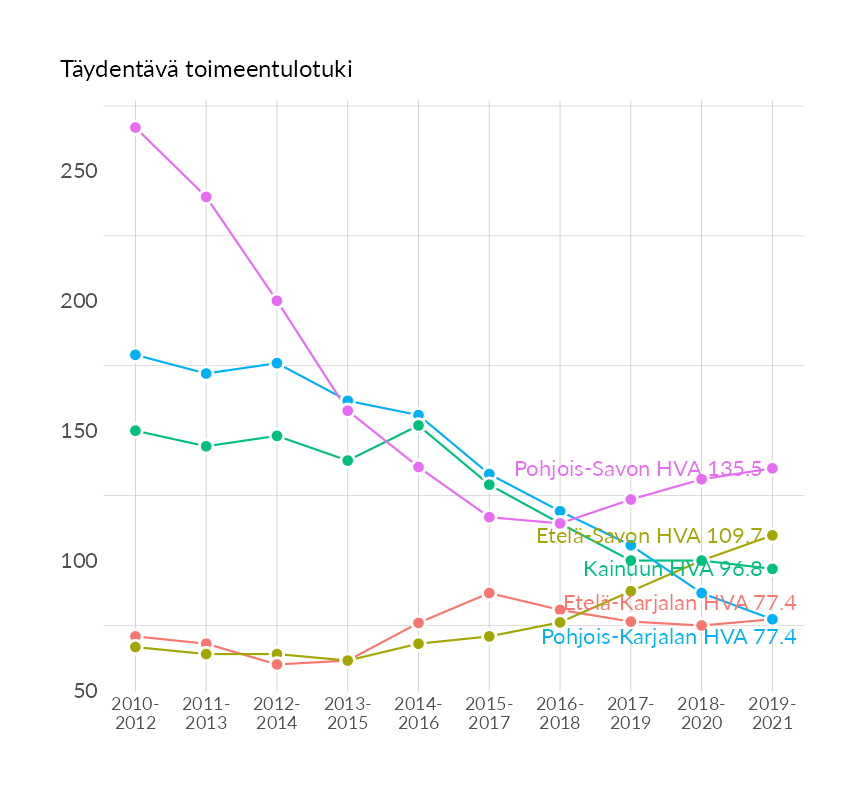 Täydentävä toimeentulotuki
250
200
150
100
50
Pohjois-Savon HVA 135.5
Etelä-Savon HVA 109.7
Kainuun HVA 96.8
Etelä-Karjalan HVA 77.4
Pohjois-Karjalan HVA 77.4
2010- 2011- 2012- 2013- 2014- 2015- 2016- 2017- 2018- 2019-
2012 2013 2014 2015 2016 2017 2018 2019 2020 2021